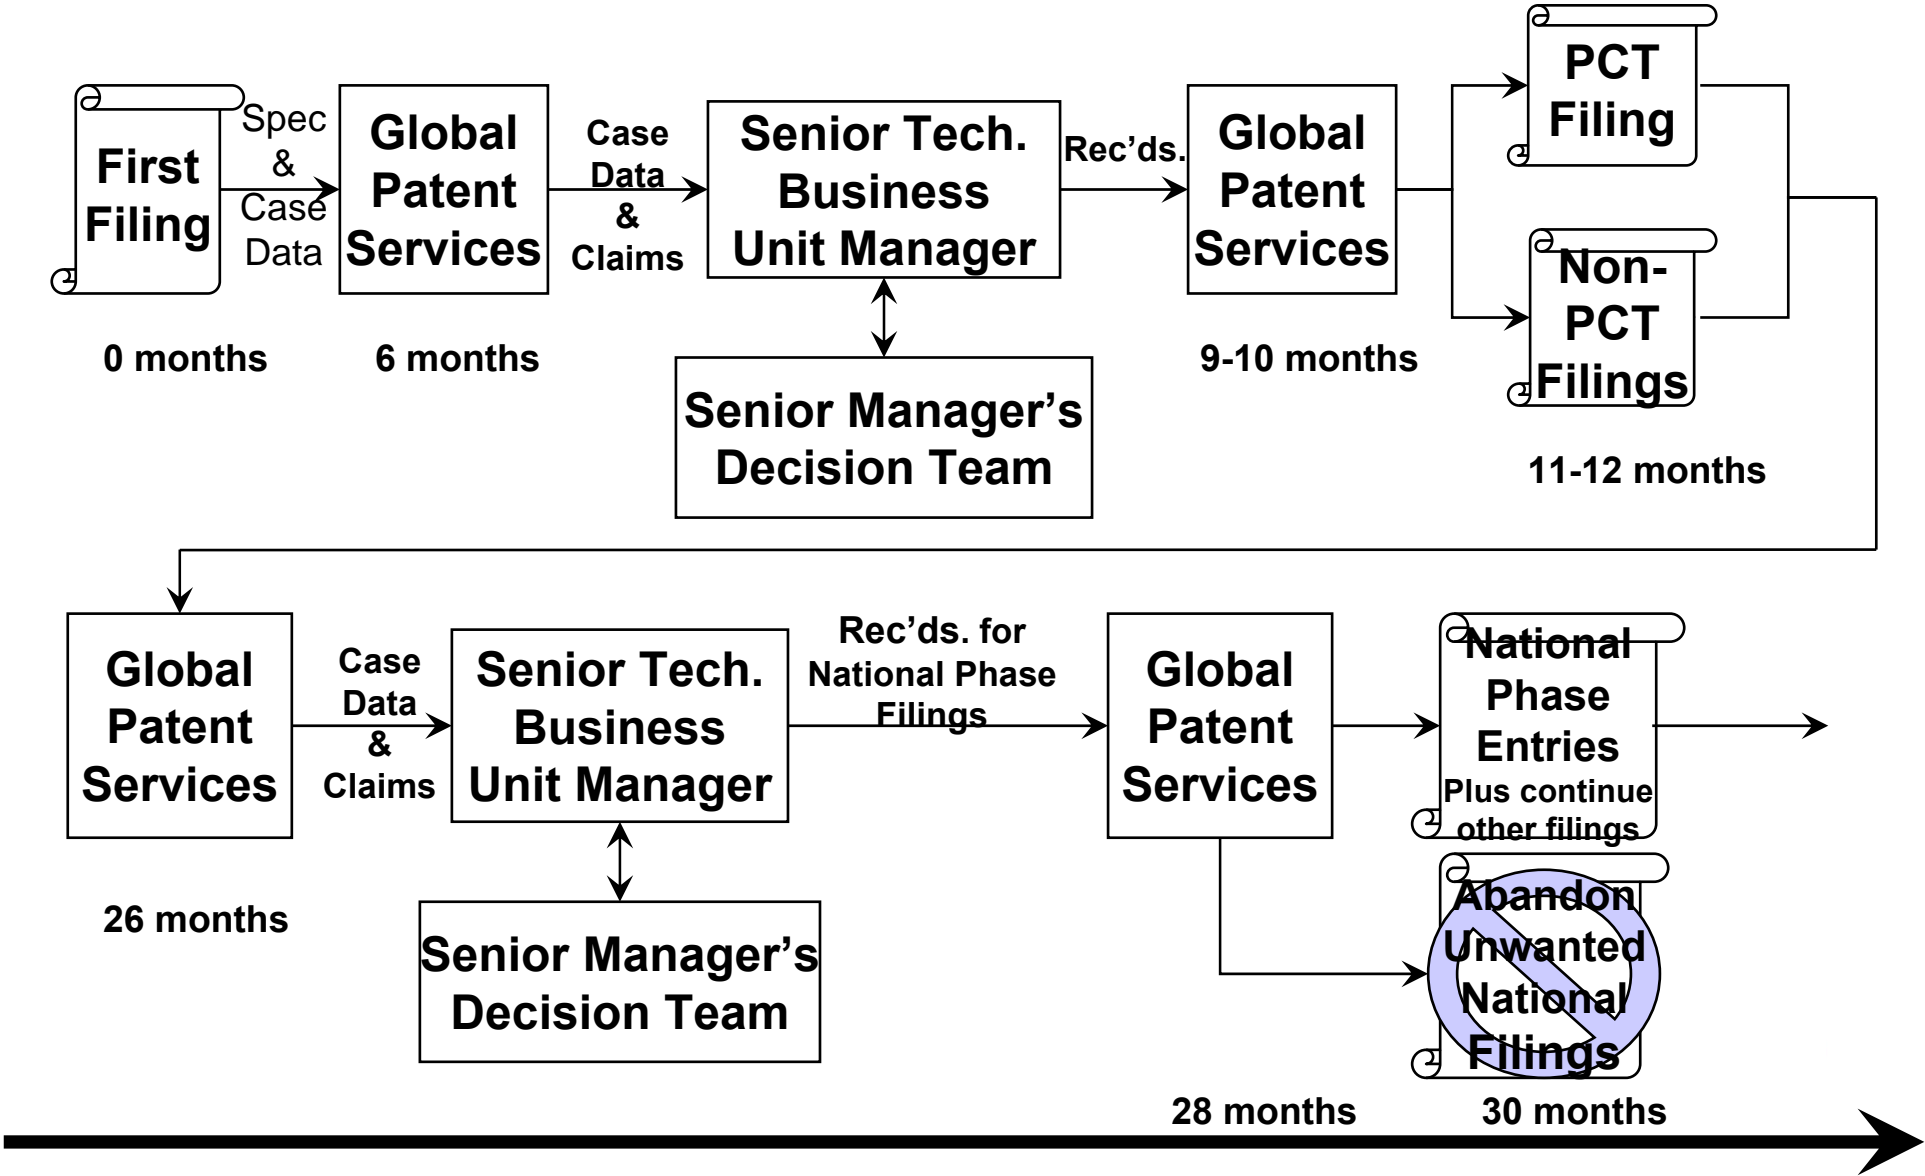 First
Filing
Spec
&
Case
Data
Global
Patent
Services
Case
Data
&
Claims
Senior Tech.
Business
Unit Manager
Rec’ds.
Global
Patent
Services
PCT
Filing
Non-
PCT
Filings
0 months
6 months
9-10 months
Senior Manager’s
Decision Team
11-12 months
Global
Patent
Services
Case
Data
&
Claims
Senior Tech.
Business
Unit Manager
Rec’ds. for
National Phase
Filings
Global
Patent
Services
National
Phase
Entries
Plus continue
other filings
26 months
Senior Manager’s
Decision Team
Abandon
Unwanted
National
Filings
28 months
30 months